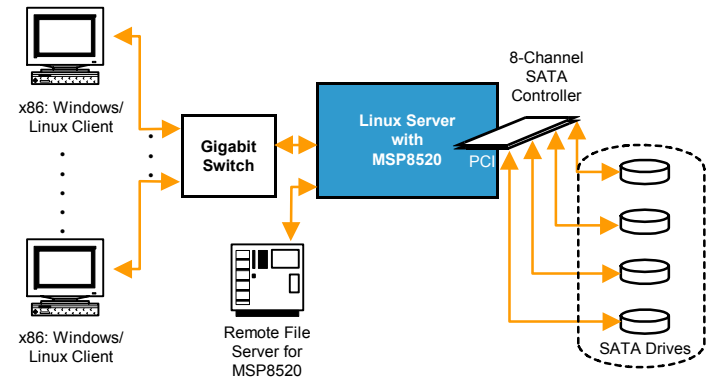 8-Channel
SATA
Controller
x86: Windows/
Linux Client
Gigabit
Switch
Linux Server
with
MSP8520
PCI
x86: Windows/
Linux Client
Remote File
Server for
MSP8520
SATA Drives